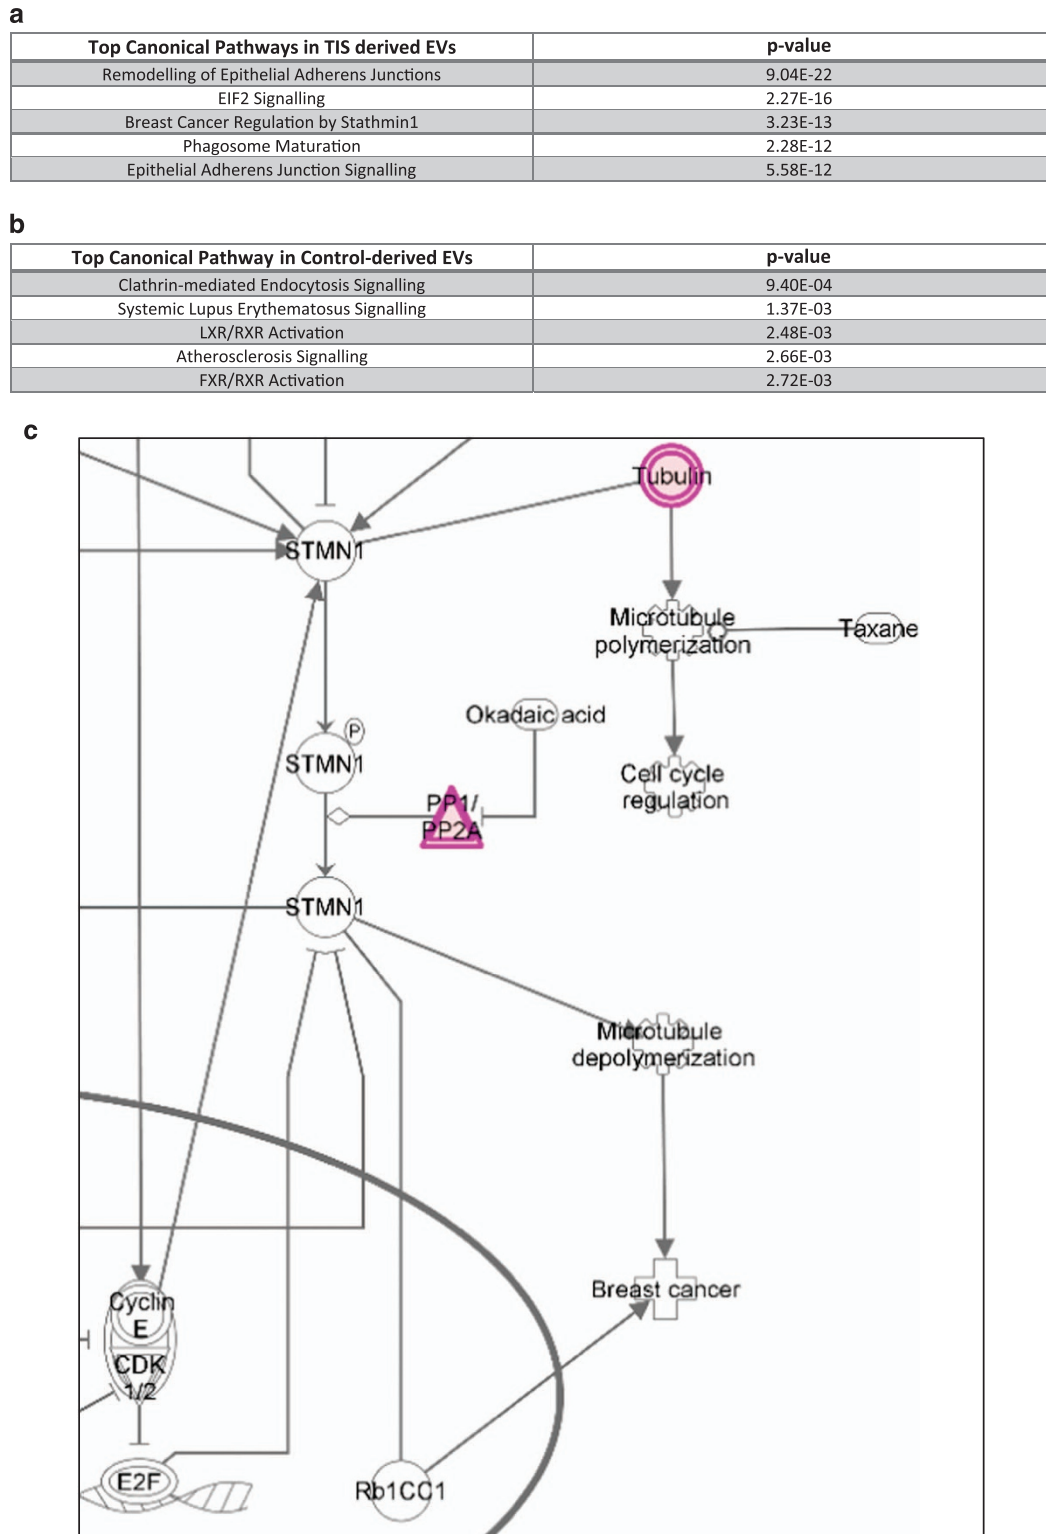 a
Top Canonical Pathways in TIS derived EVs p-value
Remodelling of Epithelial Adherens Junctions 9.04E-22
EIF2 Signalling 2.27E-16
Breast Cancer Regulation by Stathmin1 3.23E-13
Phagosome Maturation 2.28E-12
Epithelial Adherens Junction Signalling 5.58E-12
b
Top Canonical Pathway in Control-derived EVs p-value
Clathrin-mediated Endocytosis Signalling 9.40E-04
Systemic Lupus Erythematosus Signalling 1.37E-03
LXR/RXR Activation 2.48E-03
Atherosclerosis Signalling 2.66E-03
FXR/RXR Activation 2.72E-03
c
Tubulin
STMN1
Microtubule
polymerization
Taxane
Okadaic acid
P
STMN1
Cell cycle
regulation
PP1/
PP2A
STMN1
Microtubule
depolymerization
Breast cancer
Cyclin
E
CDK
1/2
E2F
Rb1CC1